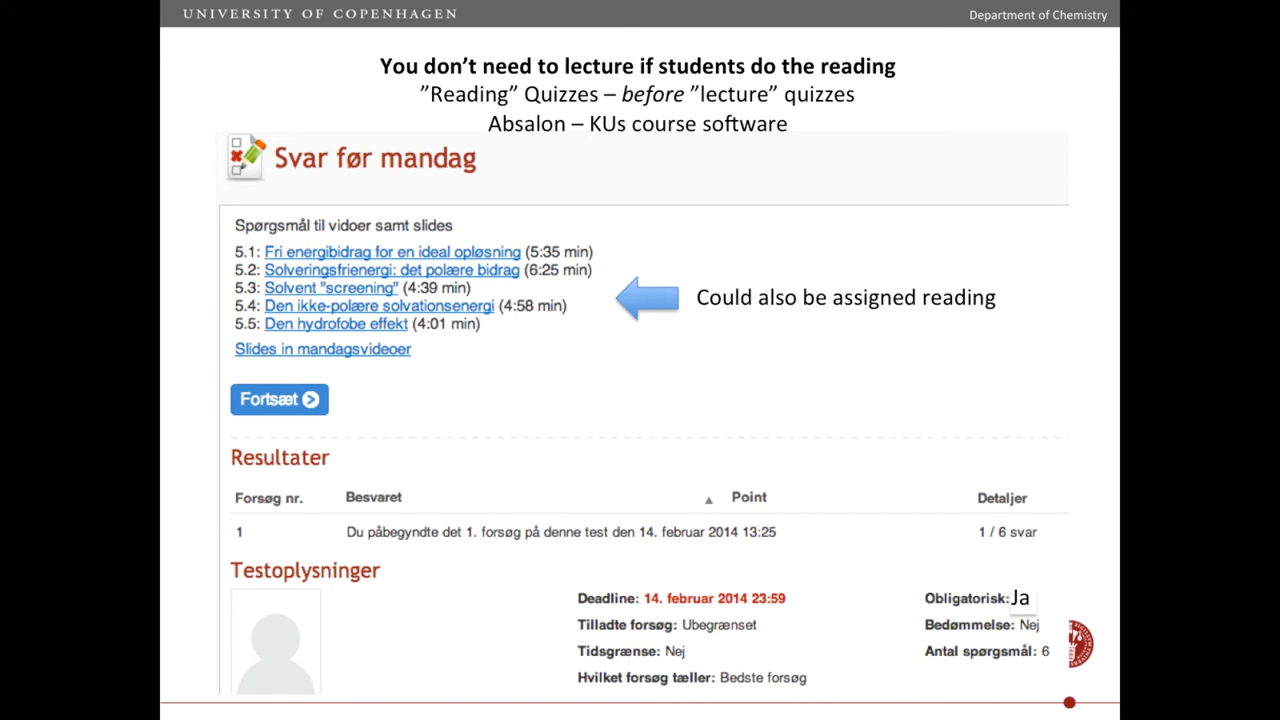 UNIVERSITY OF COPENHAGEN
Department of Chemistry
You don’t need to lecture if students do the reading
”Reading” Quizzes – before ”lecture” quizzes
Absalon – KUs course software
Svar før mandag
Spørgsmål til vidoer samt slides
5.1: Fri energibidrag for en ideal opløsning (5:35 min)
5.2: Solveringsfrienergi: det polære bidrag (6:25 min)
5.3: Solvent "screening" (4:39 min)
5.4: Den ikke-polære solvationsenergi (4:58 min)
5.5: Den hydrofobe effekt (4:01 min)
Could also be assigned reading
Slides in mandagsvideoer
Fortsæt
Resultater
Forsøg nr. Besvaret Point Detaljer
1 Du påbegyndte det 1. forsøg på denne test den 14. februar 2014 13:25 1 / 6 svar
Testoplysninger
Deadline: 14. februar 2014 23:59 Obligatorisk: Ja
Tilladte forsøg: Ubegrænset Bedømmelse: Nej
Tidsgrænse: Nej Antal spørgsmål: 6
Hvilket forsøg tæller: Bedste forsøg